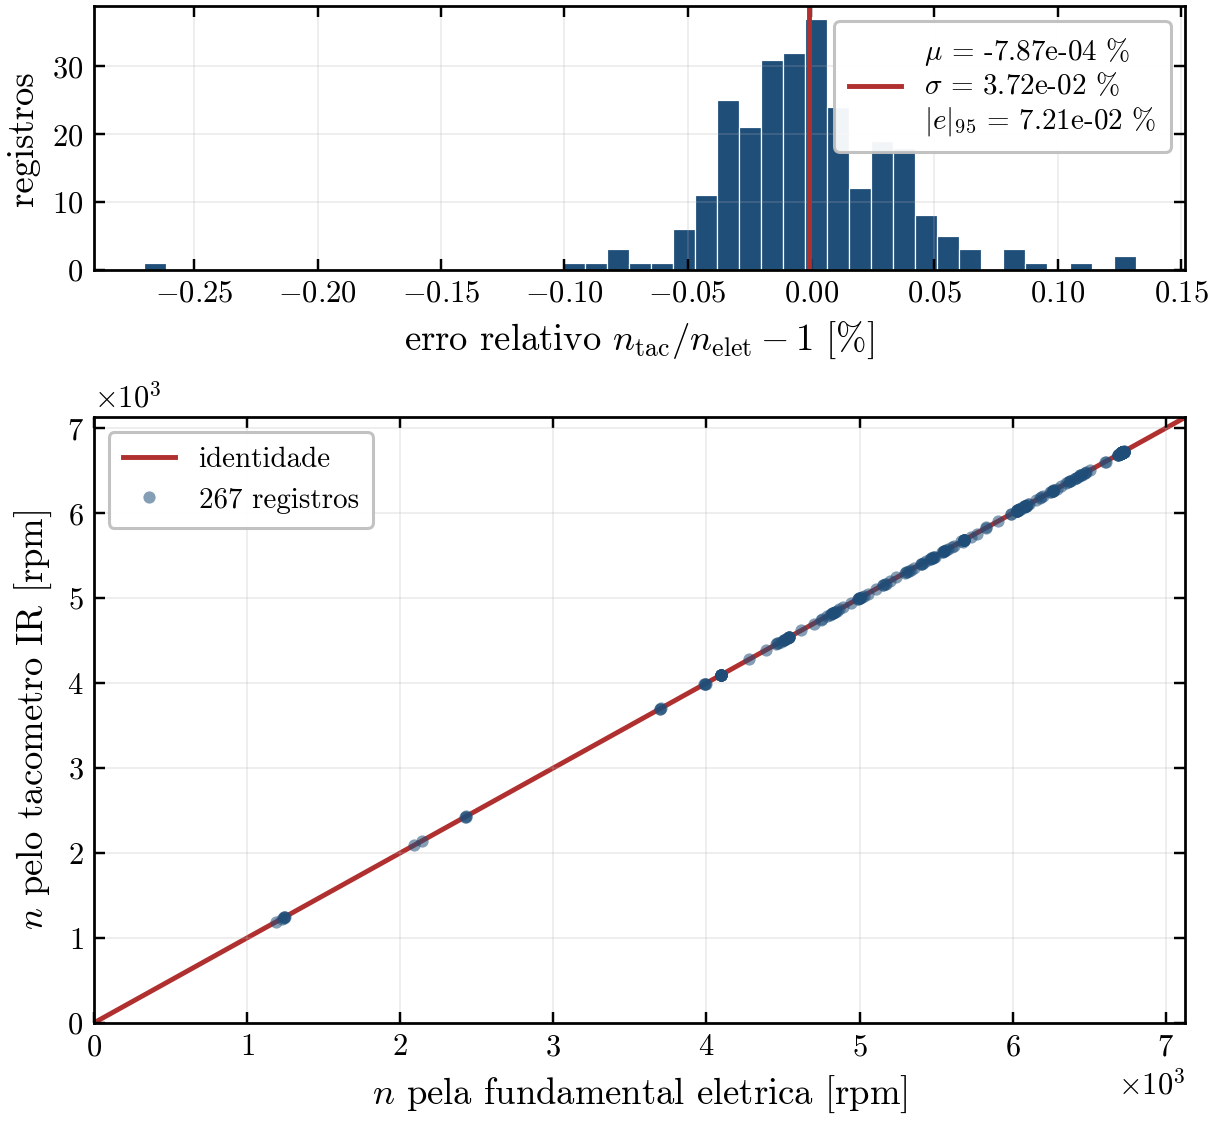 registros
30
20
10
0
μ = -7.87e-04 %
σ = 3.72e-02 %
|e|₉₅ = 7.21e-02 %
−0.25 −0.20 −0.15 −0.10 −0.05 0.00 0.05 0.10 0.15
erro relativo n_tac/n_elet − 1 [%]
×10³
identidade
267 registros
n pelo tacometro IR [rpm]
7
6
5
4
3
2
1
0
0 1 2 3 4 5 6 7
×10³
n pela fundamental eletrica [rpm]